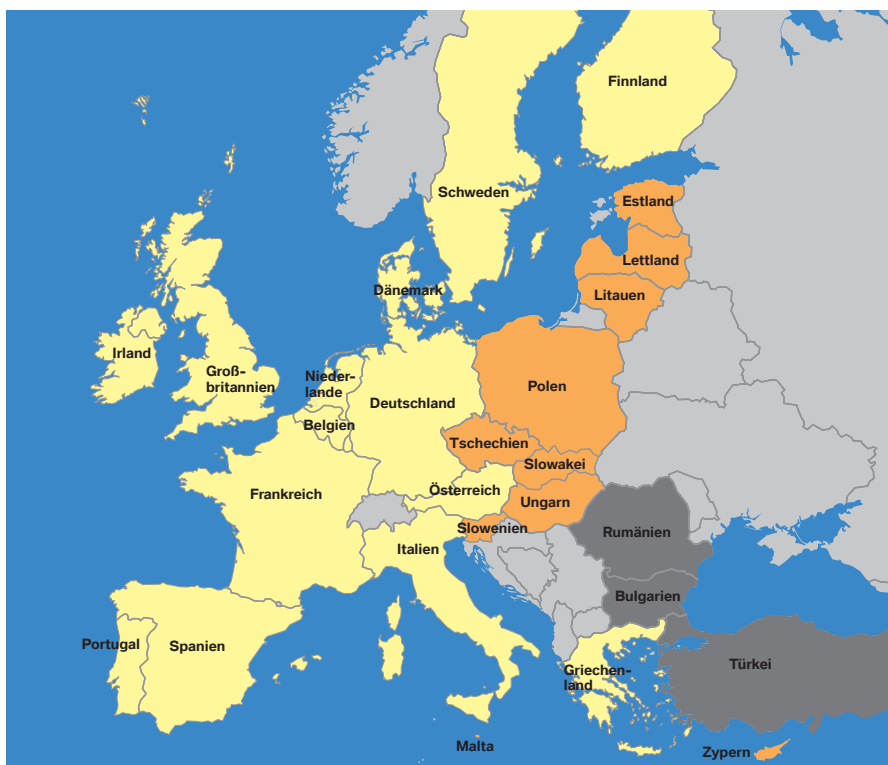 Finnland
Schweden
Estland
Lettland
Dänemark
Litauen
Irland
Groß-
britannien
Nieder-
lande
Polen
Deutschland
Belgien
Tschechien
Slowakei
Österreich
Frankreich
Ungarn
Slowenien
Rumänien
Italien
Bulgarien
Portugal
Spanien
Türkei
Griechen-
land
Malta
Zypern